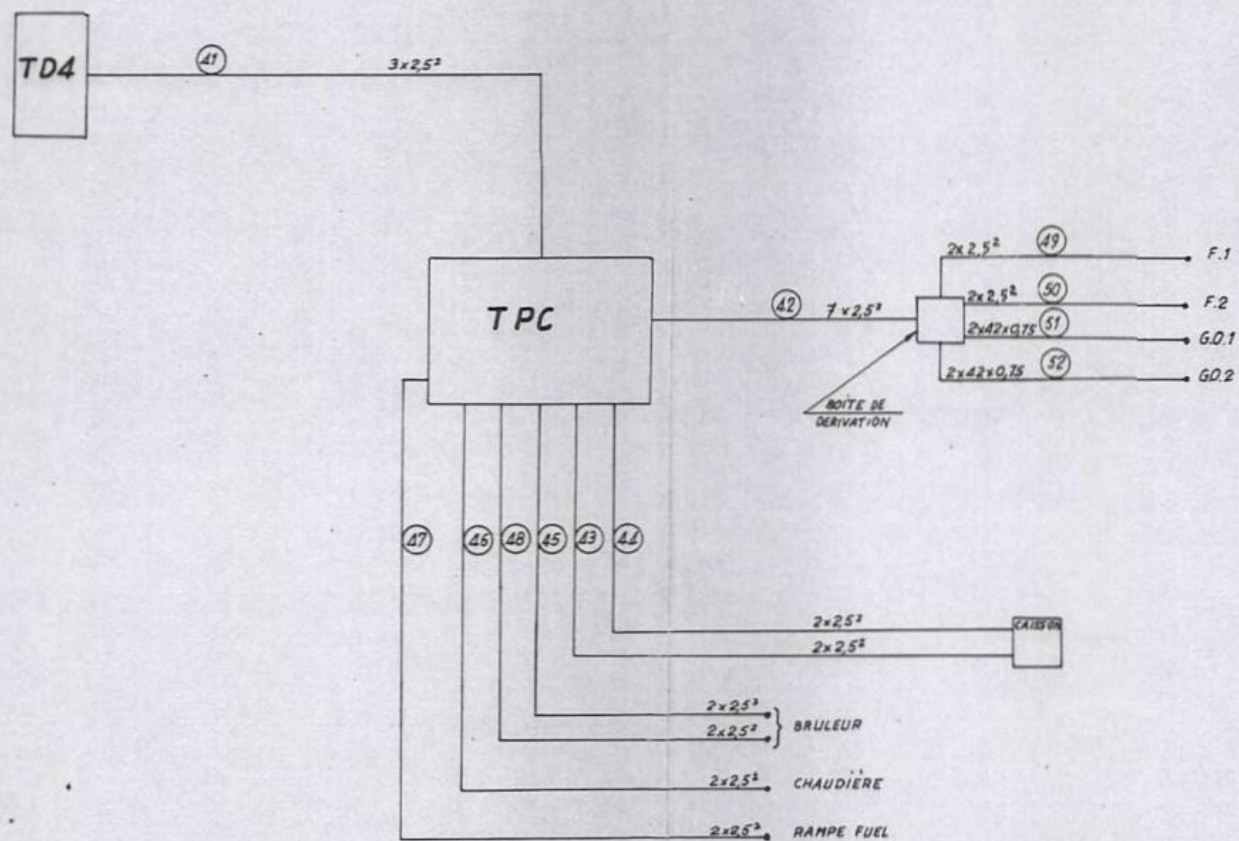 TD4
41
3x2,5²
TPC
42
7x2,5²
2x2,5²
49
F.1
2x2,5²
50
F.2
2x42x0,75
51
G.O.1
2x42x0,75
52
G.O.2
BOÎTE DE
DERIVATION
47
46
48
45
43
44
2x2,5²
2x2,5²
CAISSON
2x2,5²
2x2,5²
BRULEUR
2x2,5²
CHAUDIÈRE
2x2,5²
RAMPE FUEL